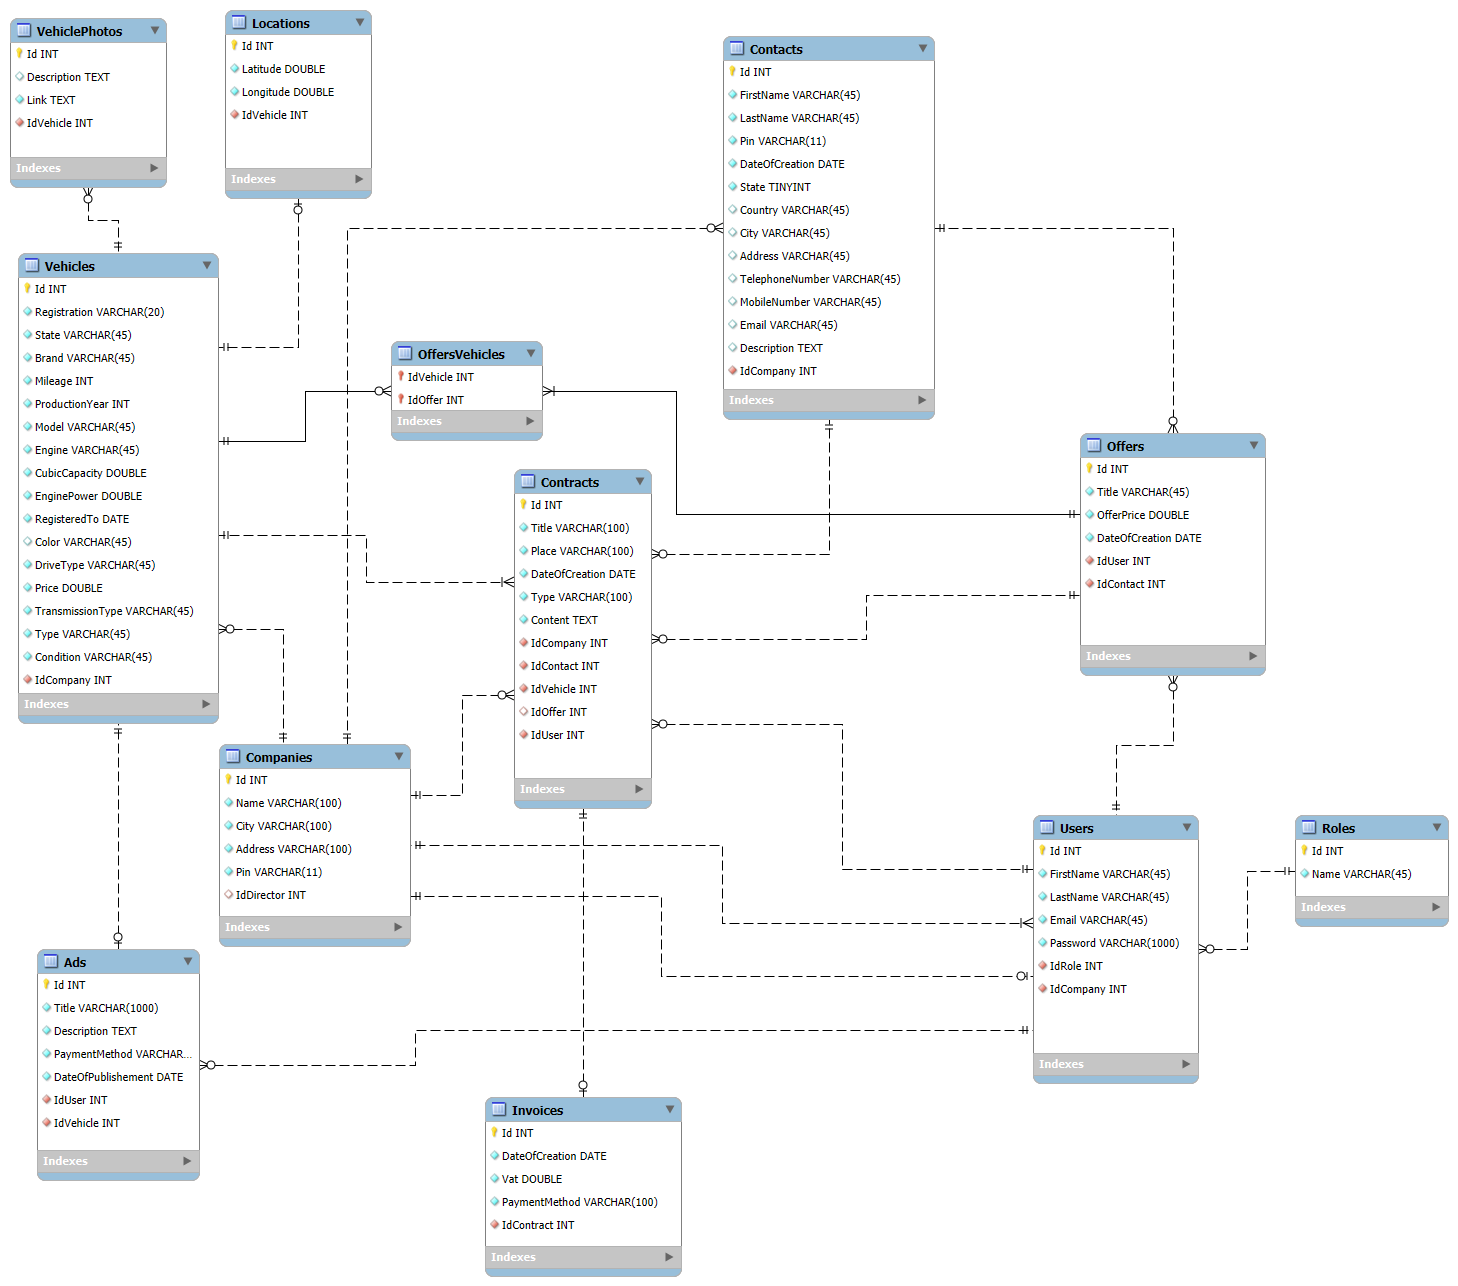 VehiclePhotos
Id INT
Description TEXT
Link TEXT
IdVehicle INT
Indexes
Locations
Id INT
Latitude DOUBLE
Longitude DOUBLE
IdVehicle INT
Indexes
Contacts
Id INT
FirstName VARCHAR(45)
LastName VARCHAR(45)
Pin VARCHAR(11)
DateOfCreation DATE
State TINYINT
Country VARCHAR(45)
City VARCHAR(45)
Address VARCHAR(45)
TelephoneNumber VARCHAR(45)
MobileNumber VARCHAR(45)
Email VARCHAR(45)
Description TEXT
IdCompany INT
Indexes
Vehicles
Id INT
Registration VARCHAR(20)
State VARCHAR(45)
Brand VARCHAR(45)
Mileage INT
ProductionYear INT
Model VARCHAR(45)
Engine VARCHAR(45)
CubicCapacity DOUBLE
EnginePower DOUBLE
RegisteredTo DATE
Color VARCHAR(45)
DriveType VARCHAR(45)
Price DOUBLE
TransmissionType VARCHAR(45)
Type VARCHAR(45)
Condition VARCHAR(45)
IdCompany INT
Indexes
OffersVehicles
IdVehicle INT
IdOffer INT
Indexes
Contracts
Id INT
Title VARCHAR(100)
Place VARCHAR(100)
DateOfCreation DATE
Type VARCHAR(100)
Content TEXT
IdCompany INT
IdContact INT
IdVehicle INT
IdOffer INT
IdUser INT
Indexes
Offers
Id INT
Title VARCHAR(45)
OfferPrice DOUBLE
DateOfCreation DATE
IdUser INT
IdContact INT
Indexes
Companies
Id INT
Name VARCHAR(100)
City VARCHAR(100)
Address VARCHAR(100)
Pin VARCHAR(11)
IdDirector INT
Indexes
Users
Id INT
FirstName VARCHAR(45)
LastName VARCHAR(45)
Email VARCHAR(45)
Password VARCHAR(1000)
IdRole INT
IdCompany INT
Indexes
Roles
Id INT
Name VARCHAR(45)
Indexes
Ads
Id INT
Title VARCHAR(1000)
Description TEXT
PaymentMethod VARCHAR...
DateOfPublishement DATE
IdUser INT
IdVehicle INT
Indexes
Invoices
Id INT
DateOfCreation DATE
Vat DOUBLE
PaymentMethod VARCHAR(100)
IdContract INT
Indexes